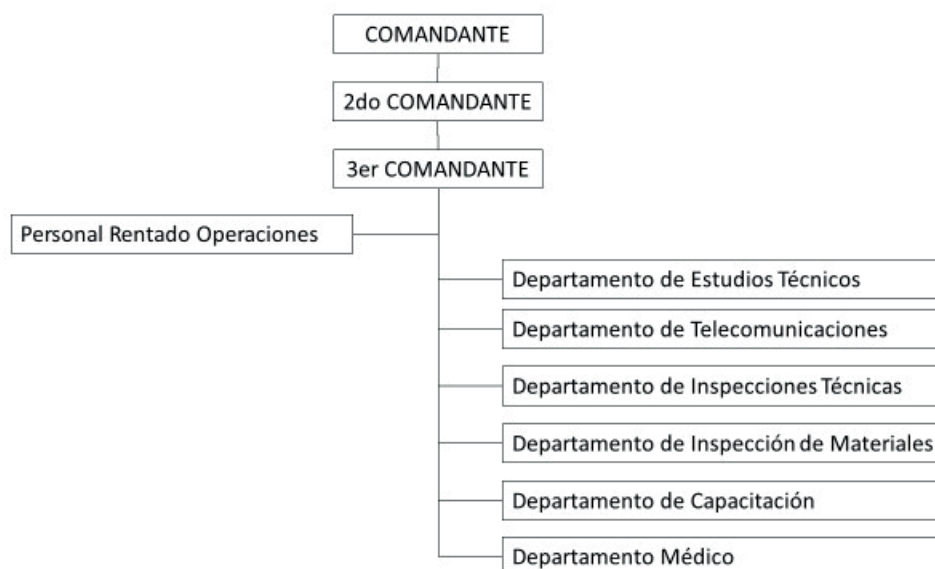 COMANDANTE
2do COMANDANTE
3er COMANDANTE
Personal Rentado Operaciones
Departamento de Estudios Técnicos
Departamento de Telecomunicaciones
Departamento de Inspecciones Técnicas
Departamento de Inspección de Materiales
Departamento de Capacitación
Departamento Médico